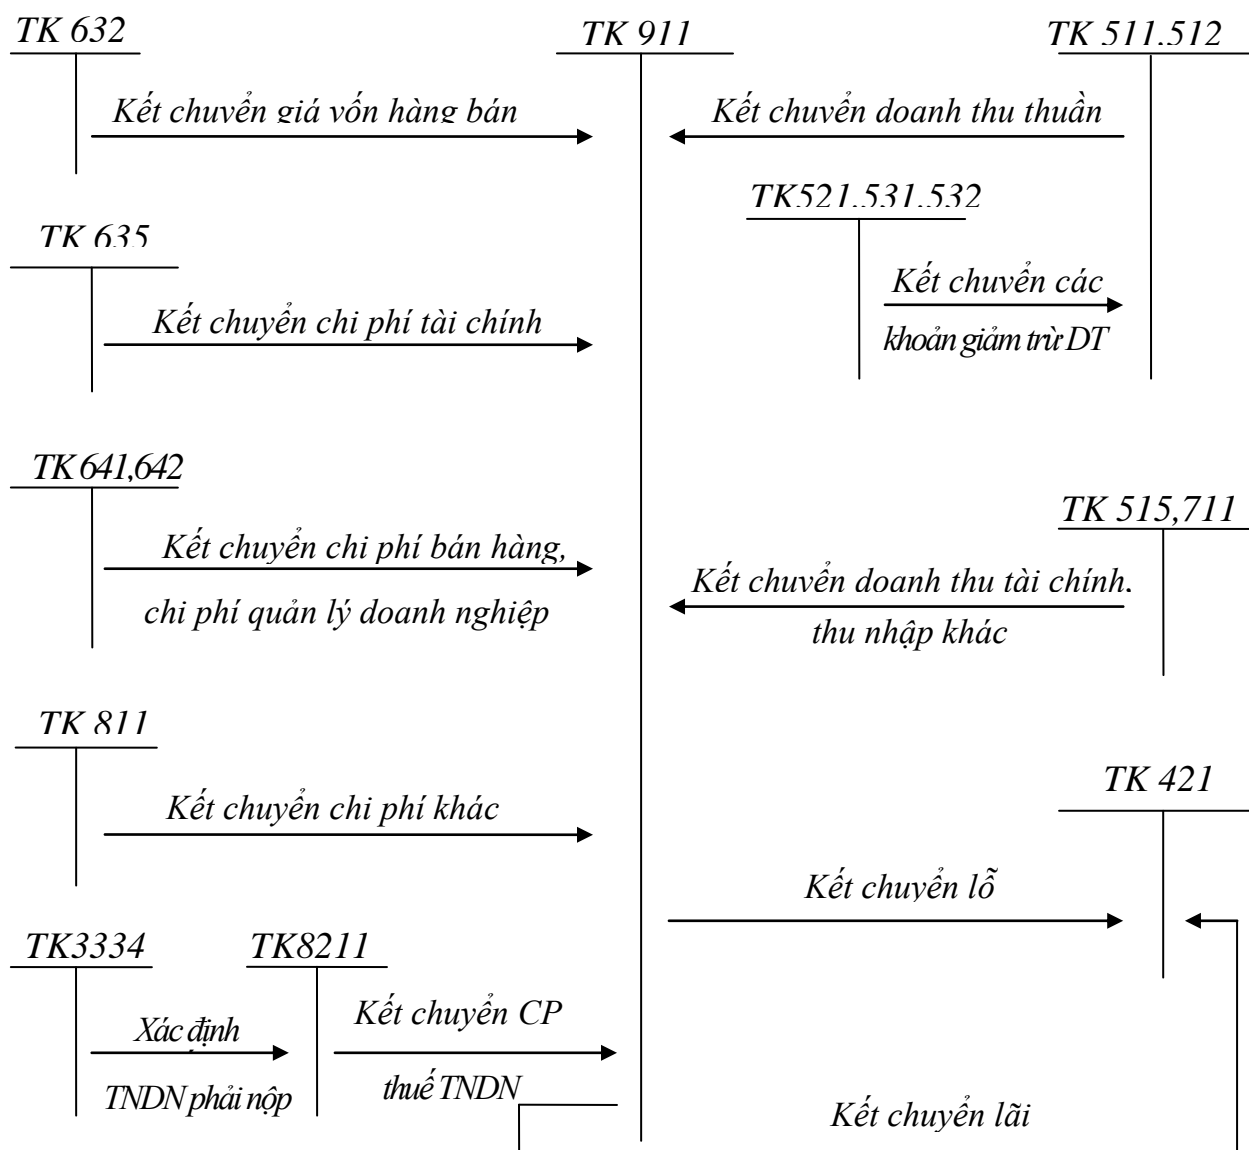 TK 632
TK 911
TK 511.512
Kết chuyển giá vốn hàng bán
Kết chuyển doanh thu thuần
TK521.531.532
TK 635
Kết chuyển các
khoản giảm trừ DT
Kết chuyển chi phí tài chính
TK 641,642
TK 515,711
Kết chuyển chi phí bán hàng,
chi phí quản lý doanh nghiệp
Kết chuyển doanh thu tài chính.
thu nhập khác
TK 811
TK 421
Kết chuyển chi phí khác
Kết chuyển lỗ
TK3334
TK8211
Xác định
TNDN phải nộp
Kết chuyển CP
thuế TNDN
Kết chuyển lãi